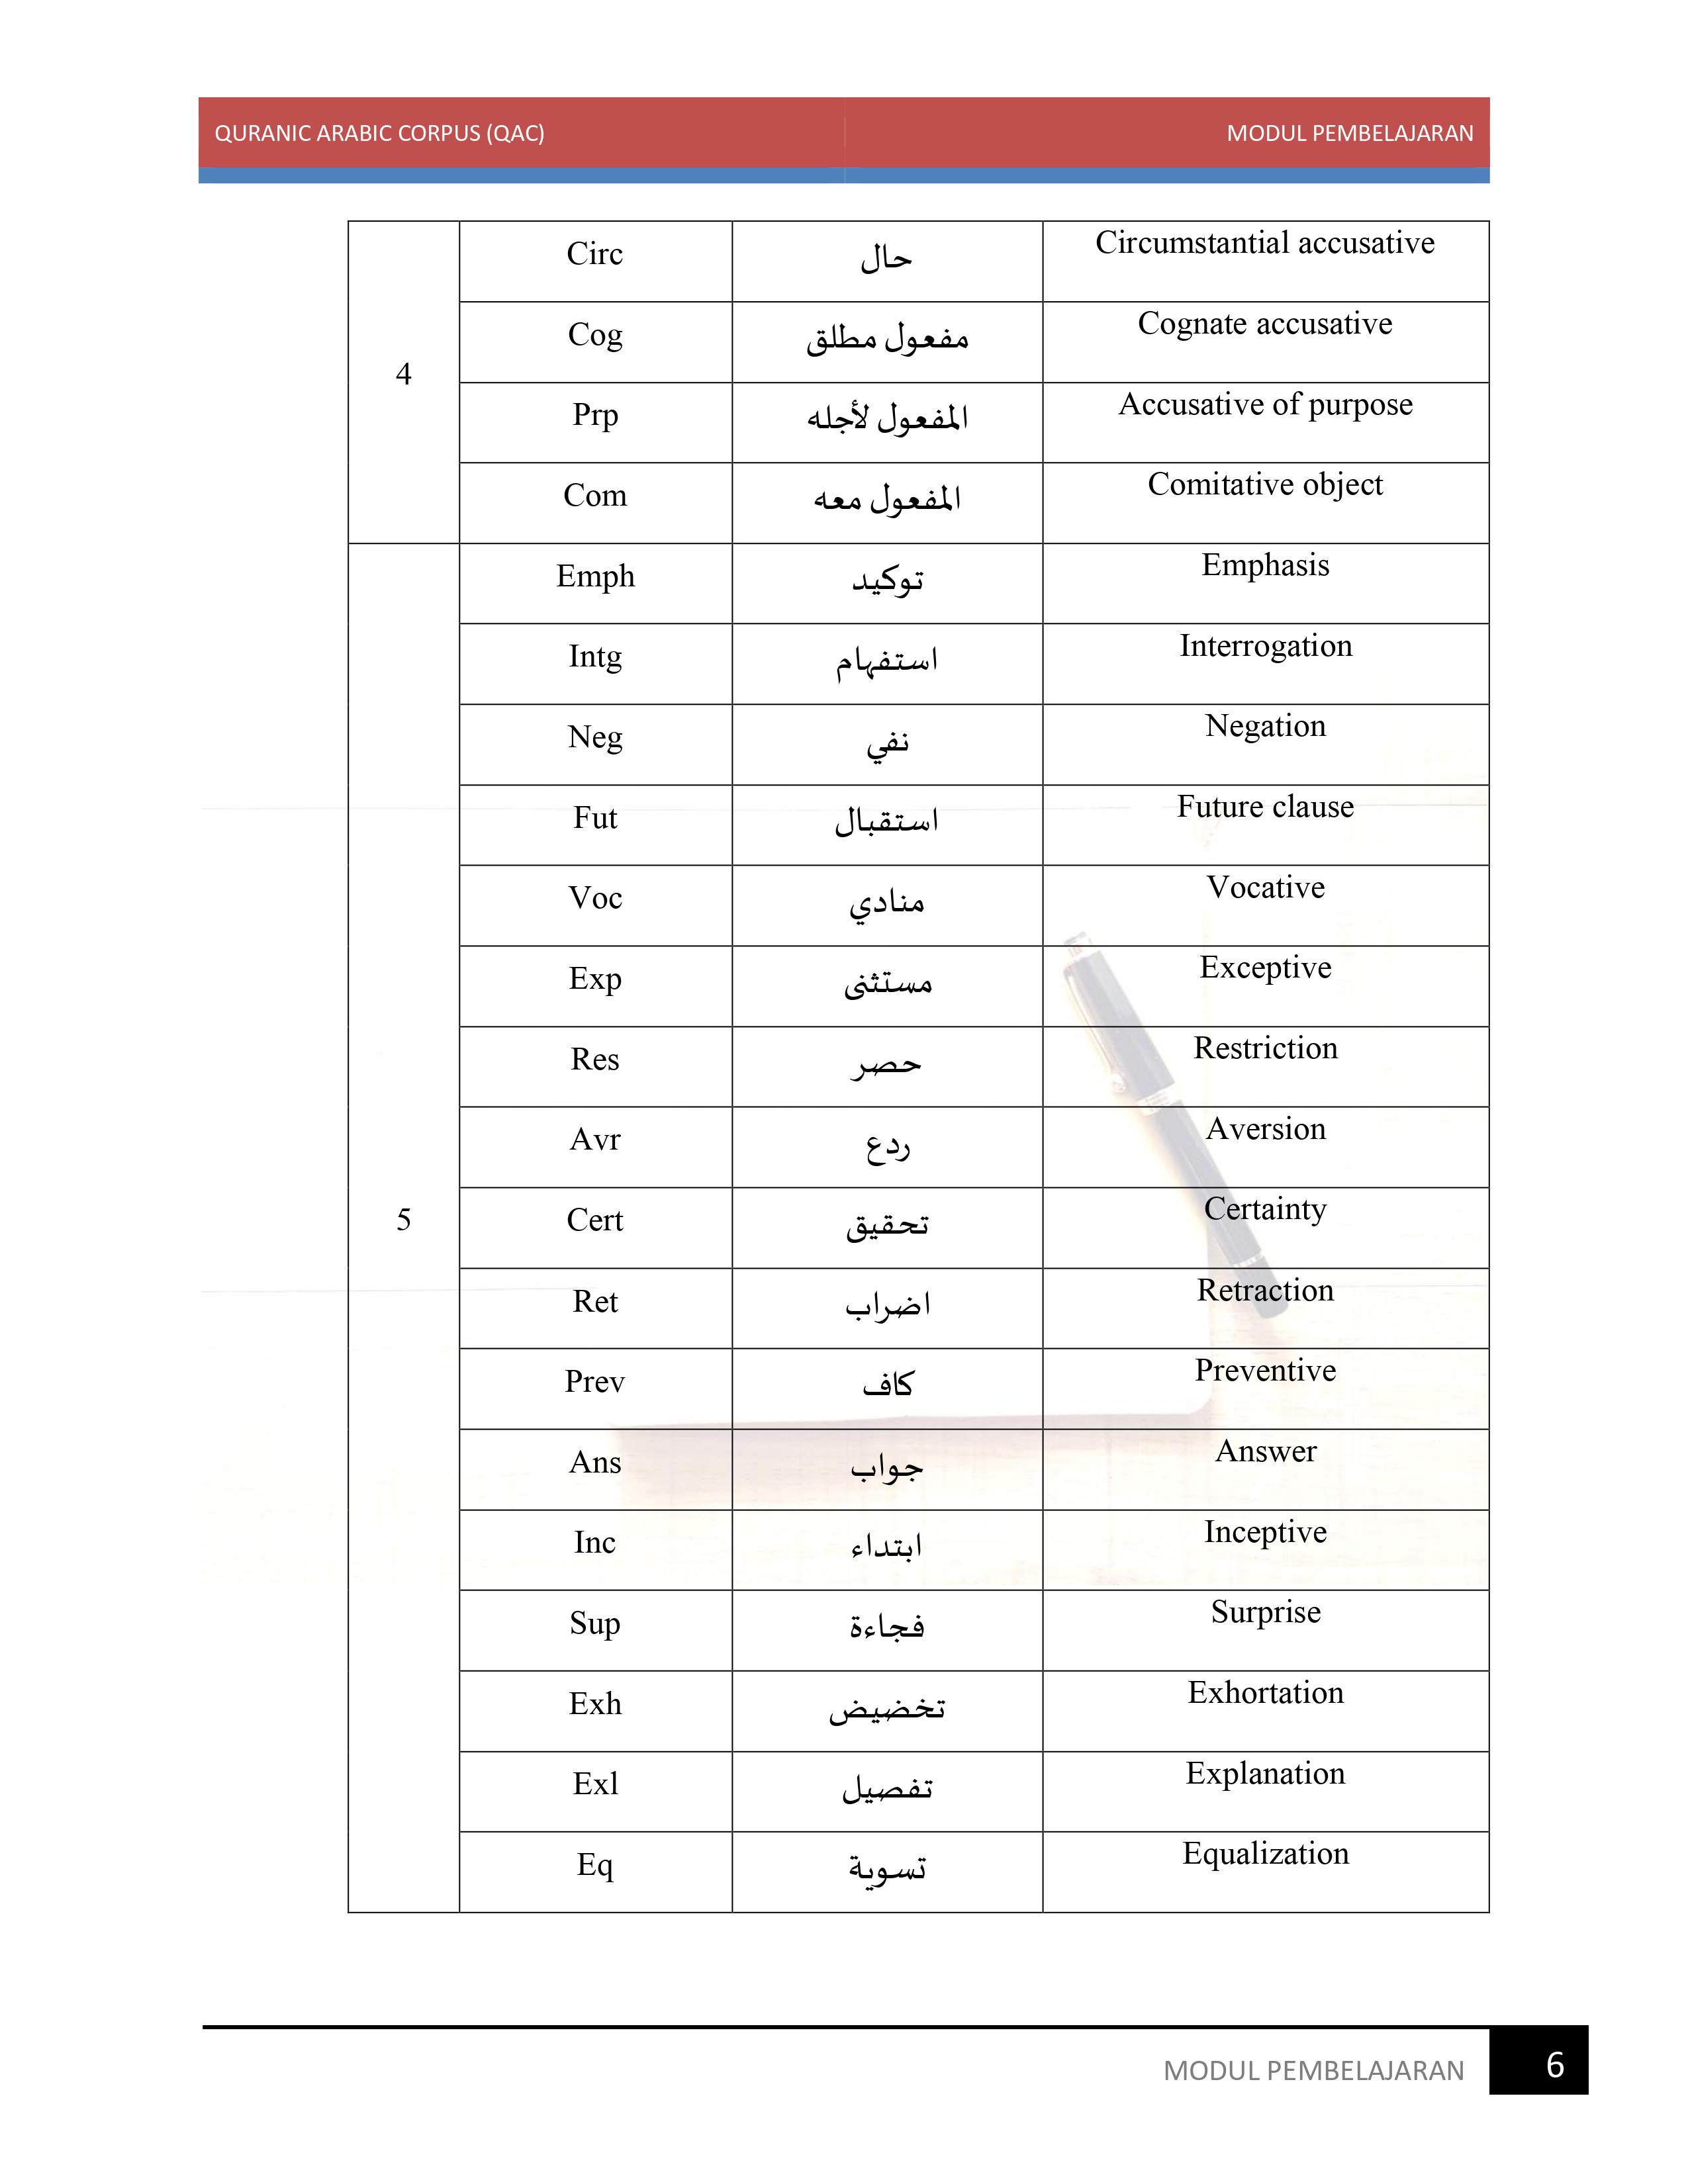 QURANIC ARABIC CORPUS (QAC) MODUL PEMBELAJARAN
4
Circ حال Circumstantial accusative
Cog مفعول مطلق Cognate accusative
Prp المفعول لأجله Accusative of purpose
Com المفعول معه Comitative object
5
Emph توكيد Emphasis
Intg استفهام Interrogation
Neg نفي Negation
Fut استقبال Future clause
Voc منادي Vocative
Exp مستثنى Exceptive
Res حصر Restriction
Avr ردع Aversion
Cert تحقيق Certainty
Ret اضراب Retraction
Prev كاف Preventive
Ans جواب Answer
Inc ابتداء Inceptive
Sup فجاءة Surprise
Exh تخضيض Exhortation
Exl تفصيل Explanation
Eq تسوية Equalization
MODUL PEMBELAJARAN 6